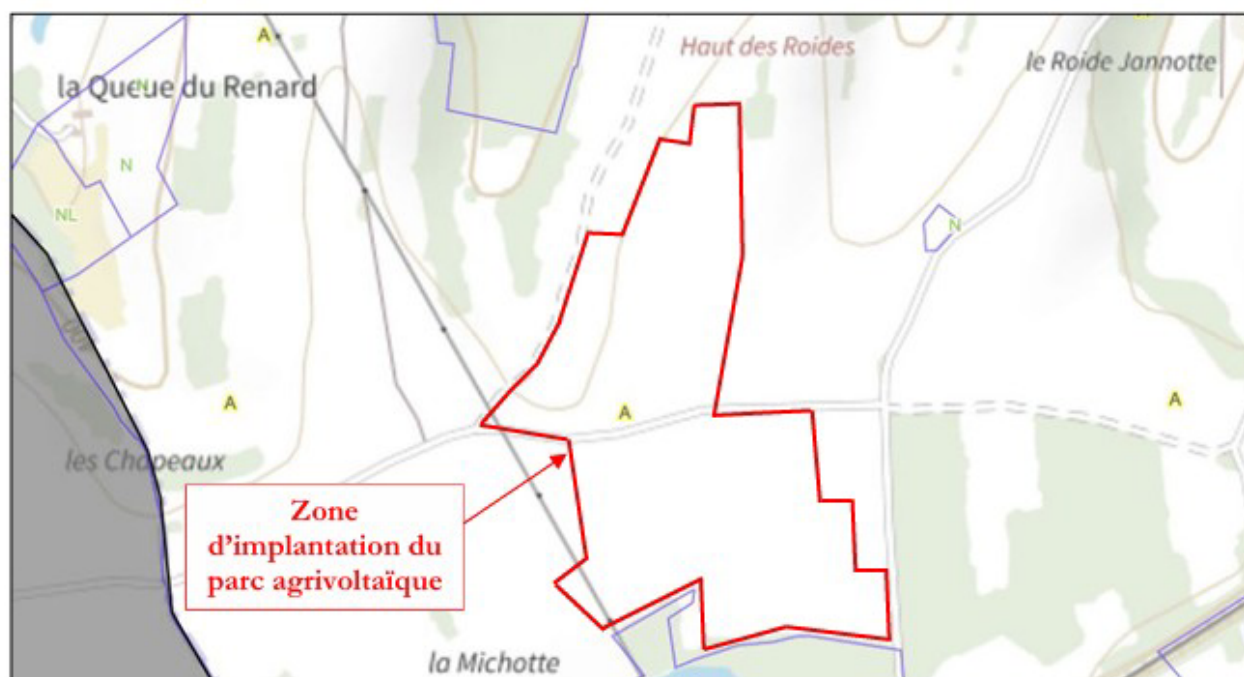 A
Haut des Roides
A
le Roide Jannotte
la Queue du Renard
N
N
NL
N
400
A
A
A
les Chapeaux
Zone
d'implantation du
parc agrivoltaïque
la Michotte